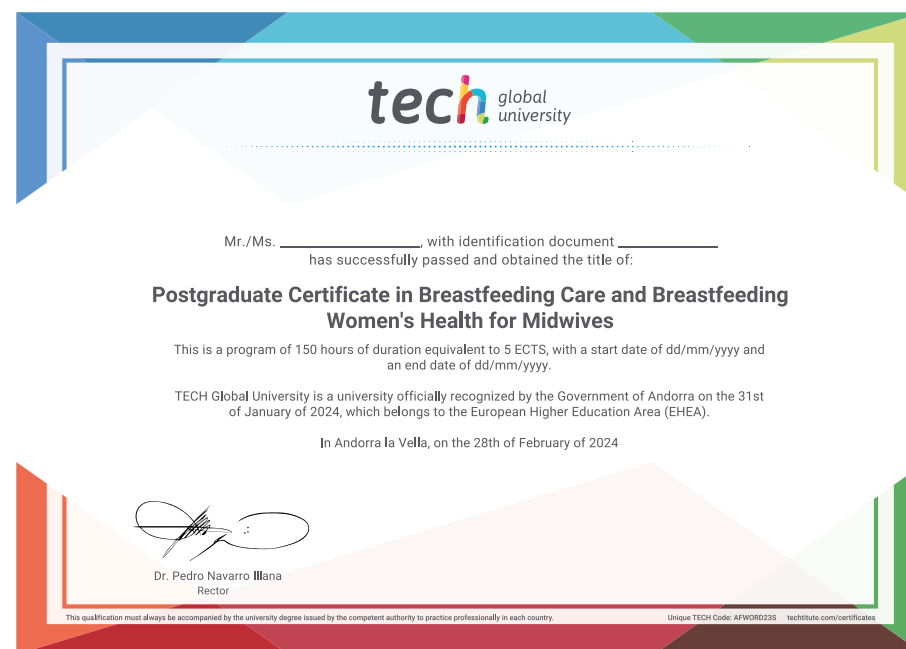 tech global university
Mr./Ms. ____________________, with identification document ______________
has successfully passed and obtained the title of:
Postgraduate Certificate in Breastfeeding Care and Breastfeeding
Women's Health for Midwives
This is a program of 150 hours of duration equivalent to 5 ECTS, with a start date of dd/mm/yyyy and
an end date of dd/mm/yyyy.
TECH Global University is a university officially recognized by the Government of Andorra on the 31st
of January of 2024, which belongs to the European Higher Education Area (EHEA).
In Andorra la Vella, on the 28th of February of 2024
Dr. Pedro Navarro Illana
Rector
This qualification must always be accompanied by the university degree issued by the competent authority to practice professionally in each country. Unique TECH Code: AFWORD23S techtitute.com/certificates